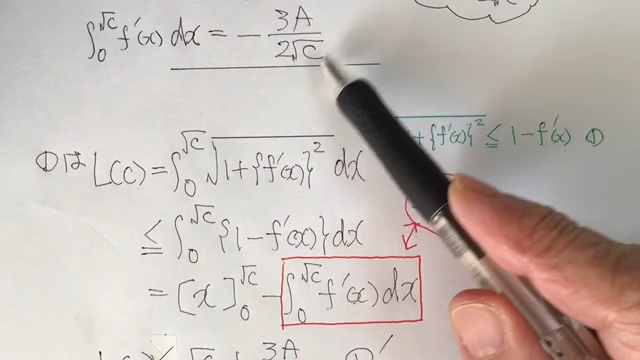 ∫₀^√c f'(x) dx = − 3A/2√c
+{f'(x)}² ≦ 1−f'(x) ①
①は L(c) = ∫₀^√c √1+{f'(x)}² dx
≦ ∫₀^√c {1−f'(x)}dx
= [x]₀^√c − ∫₀^√c f'(x)dx
3A